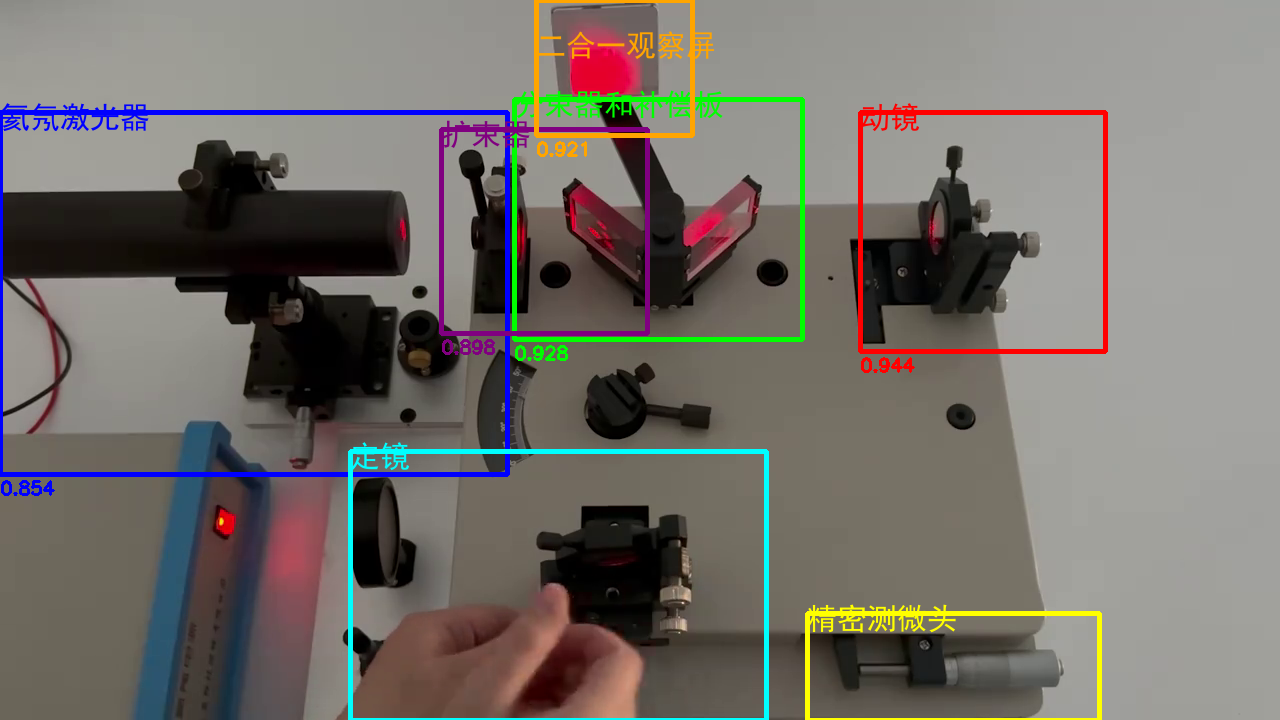 二合一观察屏
0.921
氦氖激光器
0.854
扩束器
0.898
分束器和补偿板
0.928
动镜
0.944
定镜
精密测微头